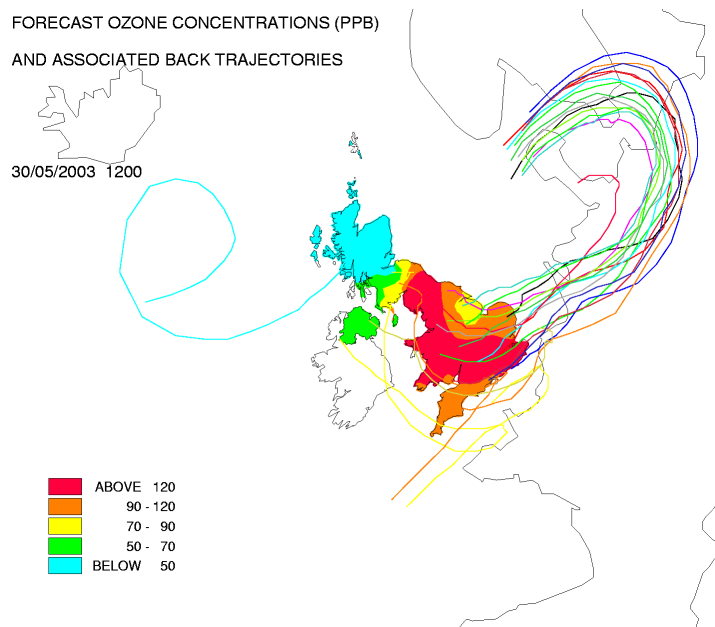 FORECAST OZONE CONCENTRATIONS (PPB)
AND ASSOCIATED BACK TRAJECTORIES
30/05/2003 1200
ABOVE 120
90 - 120
70 - 90
50 - 70
BELOW 50